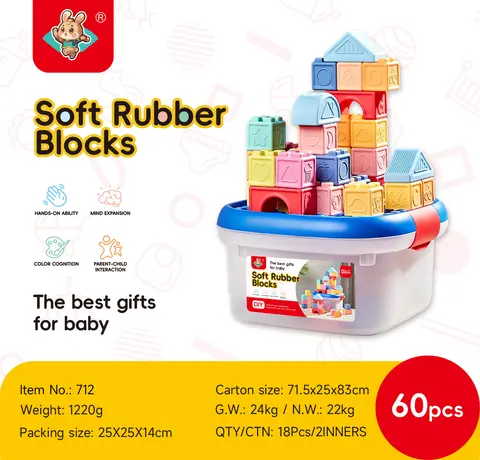 ®
Soft Rubber
Blocks
HANDS-ON ABILITY
MIND EXPANSION
COLOR COGNITION
PARENT-CHILD
INTERACTION
The best gifts
for baby
The best gifts
for baby
Soft Rubber
Blocks
DIY
Item No.: 712
Weight: 1220g
Packing size: 25X25X14cm
Carton size: 71.5x25x83cm
G.W.: 24kg / N.W.: 22kg
QTY/CTN: 18Pcs/2INNERS
60pcs